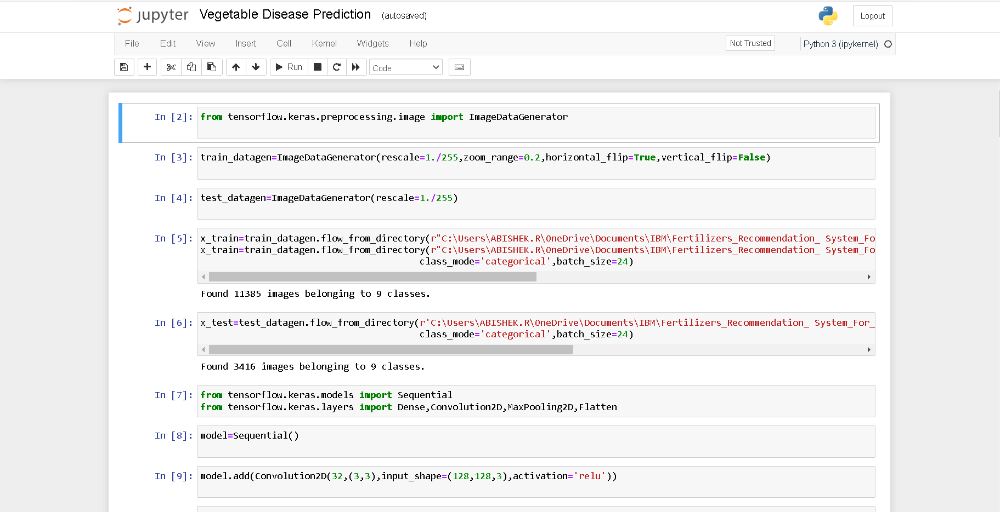 jupyter Vegetable Disease Prediction (autosaved) Logout
File Edit View Insert Cell Kernel Widgets Help Not Trusted Python 3 (ipykernel)
Run Code
In [2]: from tensorflow.keras.preprocessing.image import ImageDataGenerator
In [3]: train_datagen=ImageDataGenerator(rescale=1./255,zoom_range=0.2,horizontal_flip=True,vertical_flip=False)
In [4]: test_datagen=ImageDataGenerator(rescale=1./255)
In [5]: x_train=train_datagen.flow_from_directory(r"C:\Users\ABISHEK.R\OneDrive\Documents\IBM\Fertilizers_Recommendation_ System_Fo
x_train=train_datagen.flow_from_directory(r"C:\Users\ABISHEK.R\OneDrive\Documents\IBM\Fertilizers_Recommendation_ System_Fo
class_mode='categorical',batch_size=24)
Found 11385 images belonging to 9 classes.
In [6]: x_test=test_datagen.flow_from_directory(r'C:\Users\ABISHEK.R\OneDrive\Documents\IBM\Fertilizers_Recommendation_ System_For_
class_mode='categorical',batch_size=24)
Found 3416 images belonging to 9 classes.
In [7]: from tensorflow.keras.models import Sequential
from tensorflow.keras.layers import Dense,Convolution2D,MaxPooling2D,Flatten
In [8]: model=Sequential()
In [9]: model.add(Convolution2D(32,(3,3),input_shape=(128,128,3),activation='relu'))